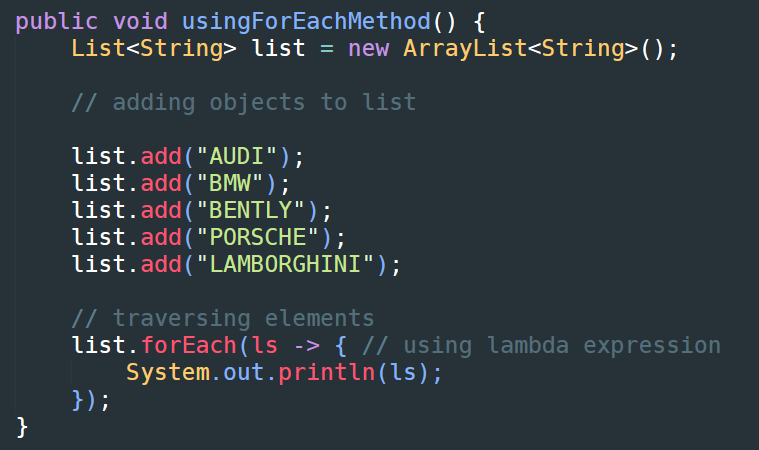 public void usingForEachMethod() {
    List<String> list = new ArrayList<String>();

    // adding objects to list

    list.add("AUDI");
    list.add("BMW");
    list.add("BENTLY");
    list.add("PORSCHE");
    list.add("LAMBORGHINI");

    // traversing elements
    list.forEach(ls -> { // using lambda expression
        System.out.println(ls);
    });
}